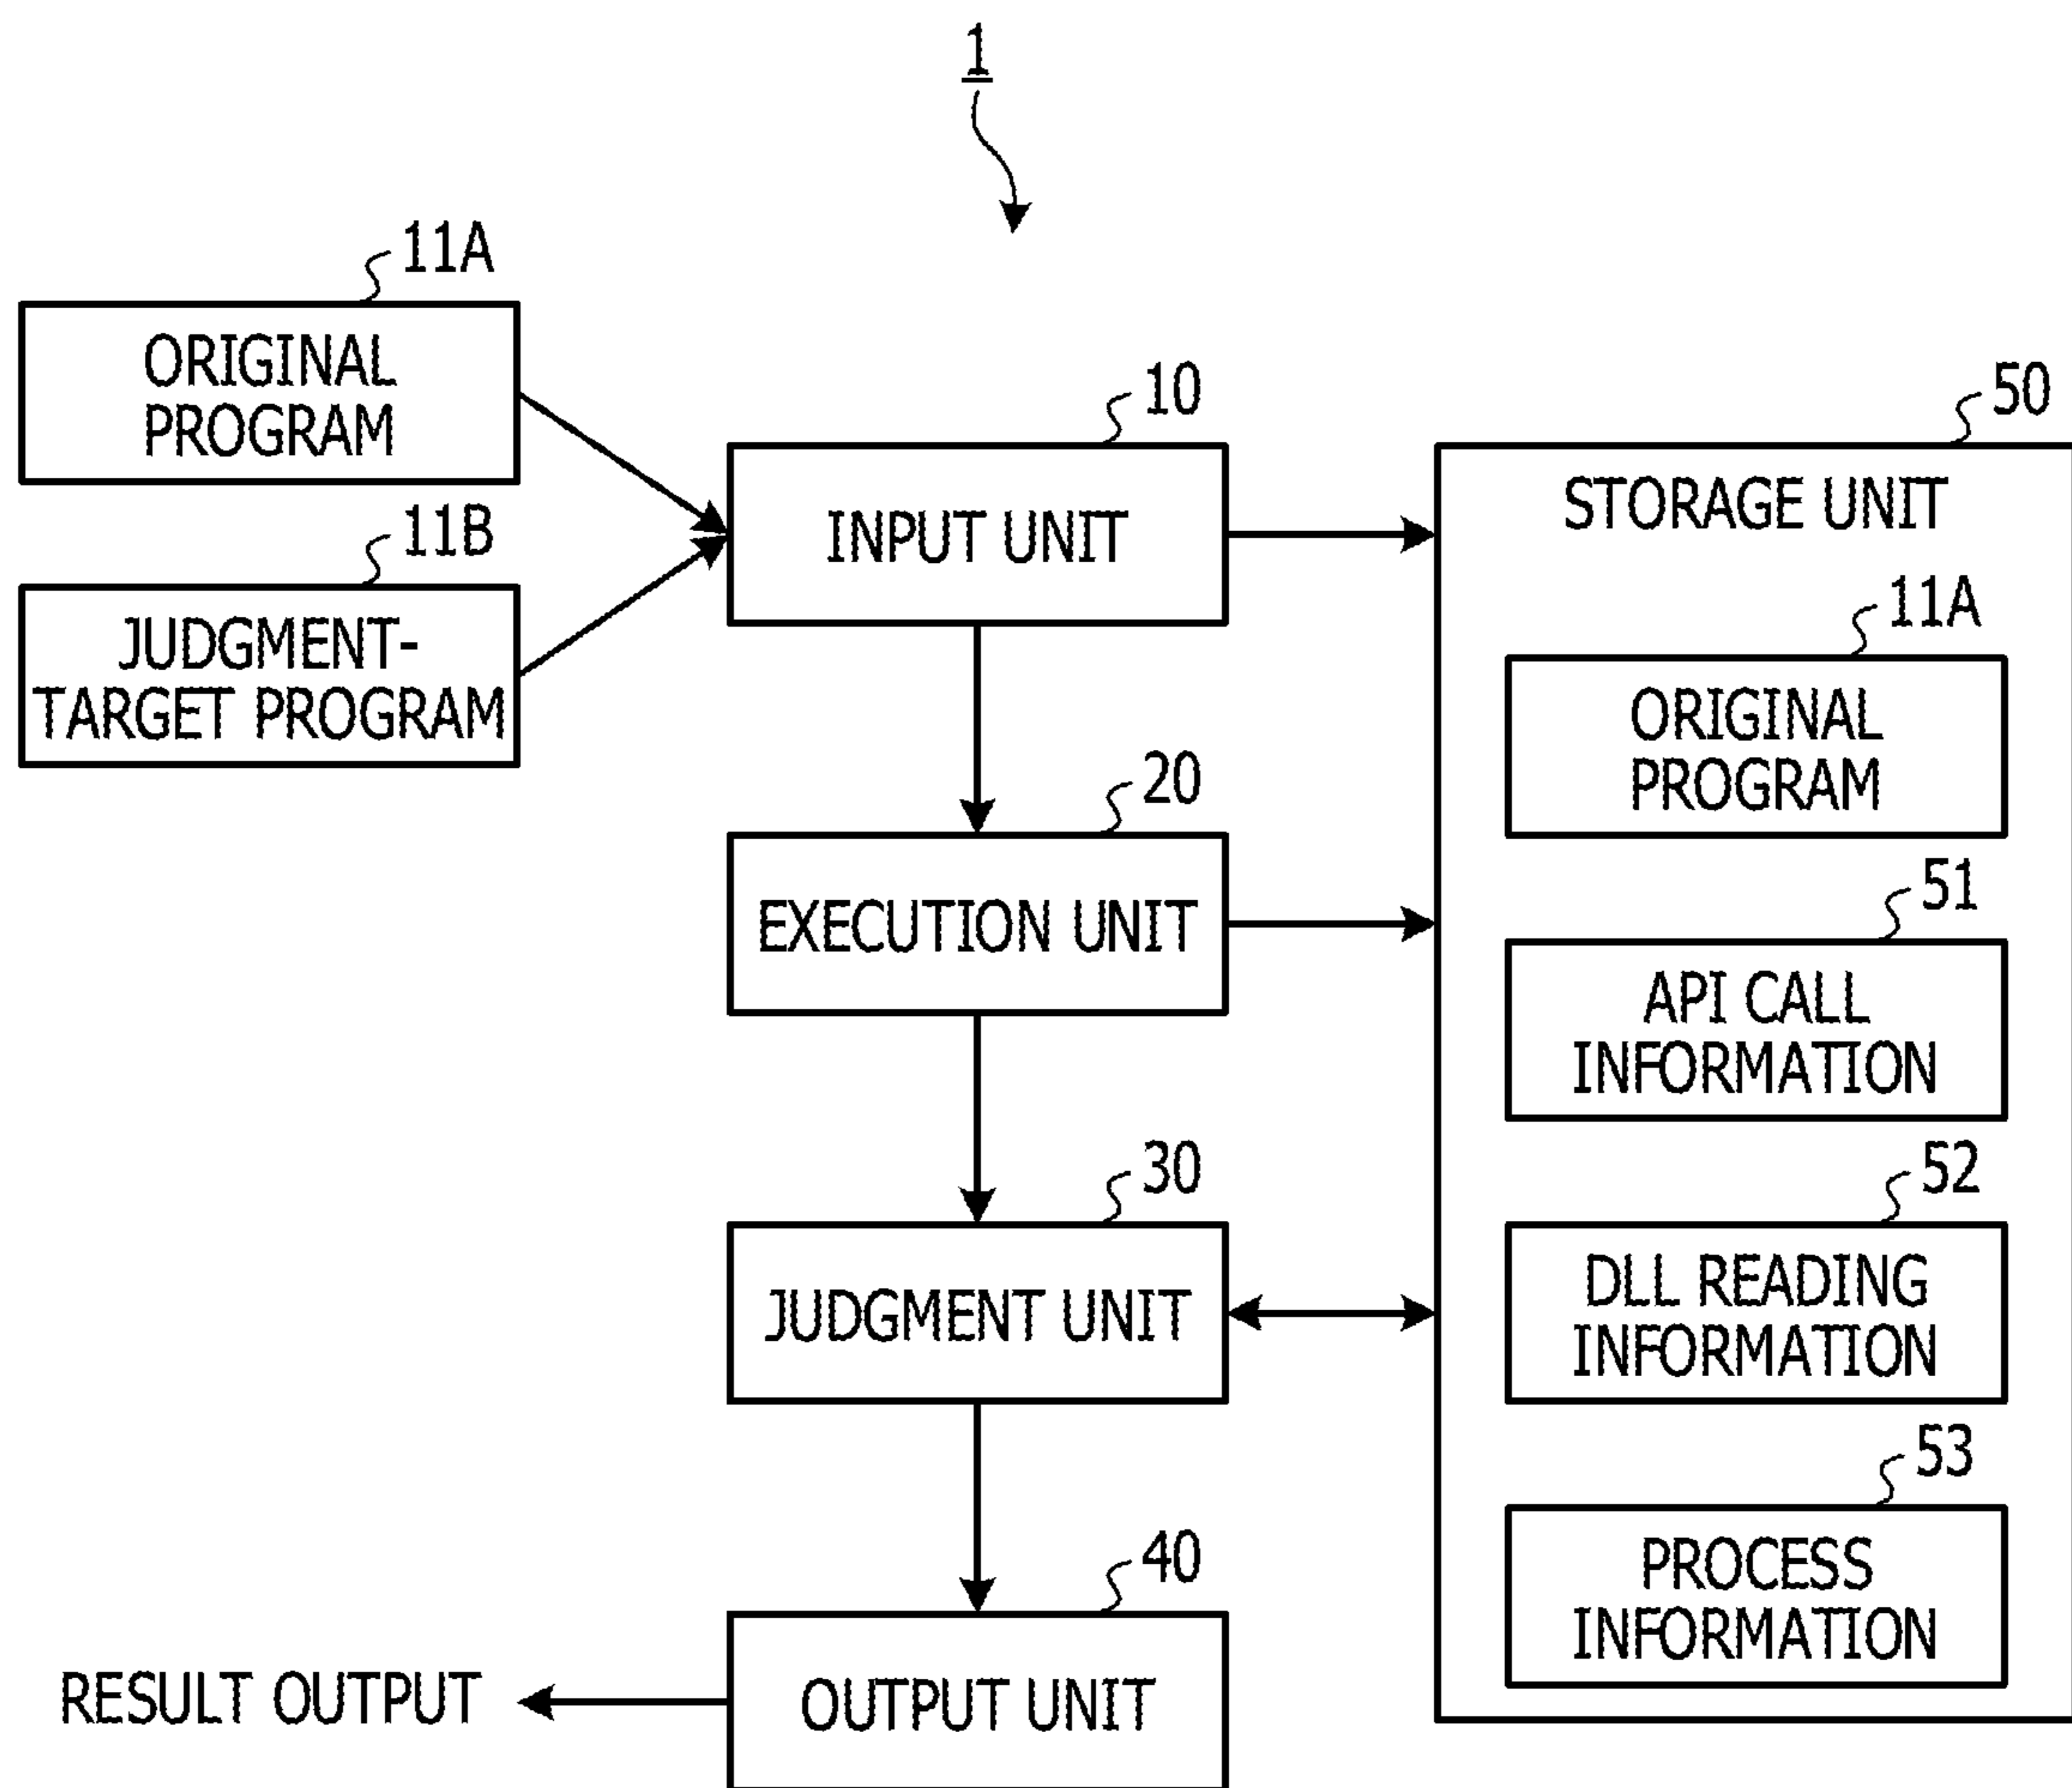 1
11A
ORIGINAL
PROGRAM
11B
JUDGMENT-
TARGET PROGRAM
10
INPUT UNIT
20
EXECUTION UNIT
30
JUDGMENT UNIT
40
OUTPUT UNIT
RESULT OUTPUT
50
STORAGE UNIT
11A
ORIGINAL
PROGRAM
51
API CALL
INFORMATION
52
DLL READING
INFORMATION
53
PROCESS
INFORMATION